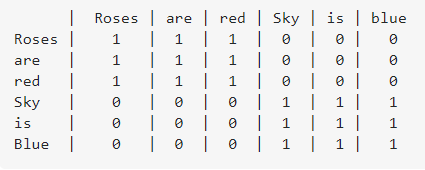 | Roses | are | red | Sky | is | blue
Roses | 1 | 1 | 1 | 0 | 0 | 0
are | 1 | 1 | 1 | 0 | 0 | 0
red | 1 | 1 | 1 | 0 | 0 | 0
Sky | 0 | 0 | 0 | 1 | 1 | 1
is | 0 | 0 | 0 | 1 | 1 | 1
Blue | 0 | 0 | 0 | 1 | 1 | 1